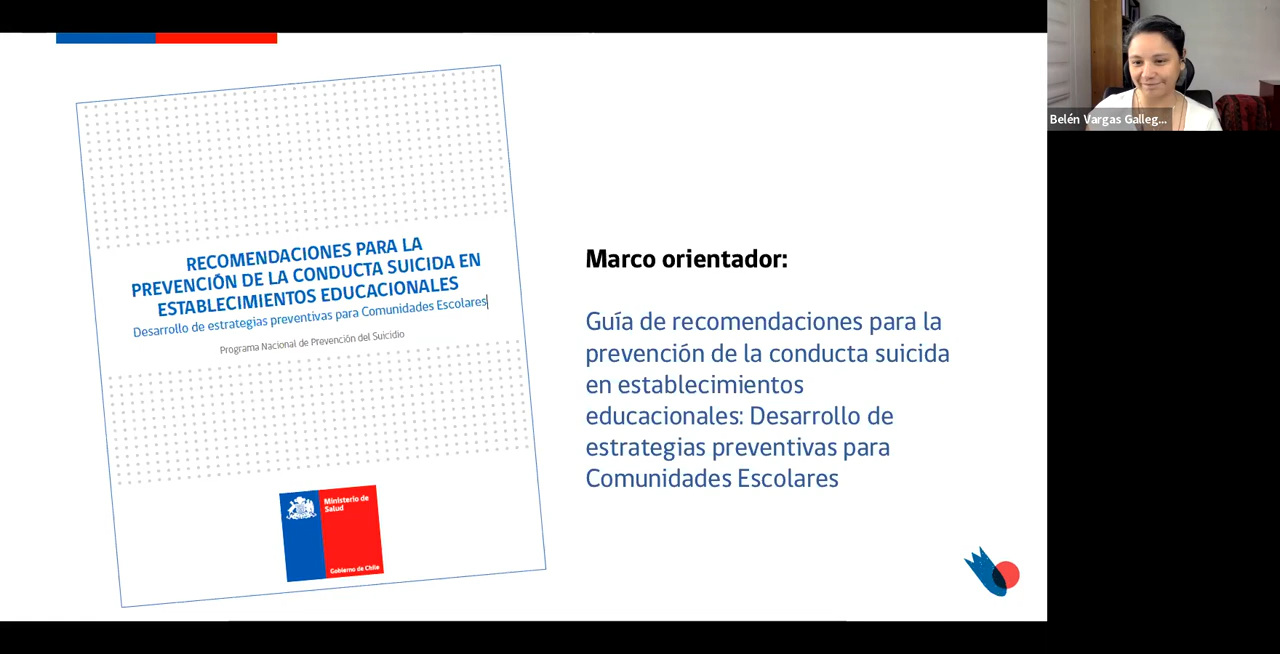 RECOMENDACIONES PARA LA
PREVENCIÓN DE LA CONDUCTA SUICIDA EN
ESTABLECIMIENTOS EDUCACIONALES
Desarrollo de estrategias preventivas para Comunidades Escolares
Programa Nacional de Prevención del Suicidio
Ministerio de
Salud
Gobierno de Chile
Marco orientador:
Guía de recomendaciones para la
prevención de la conducta suicida
en establecimientos
educacionales: Desarrollo de
estrategias preventivas para
Comunidades Escolares
Belén Vargas Galleg...